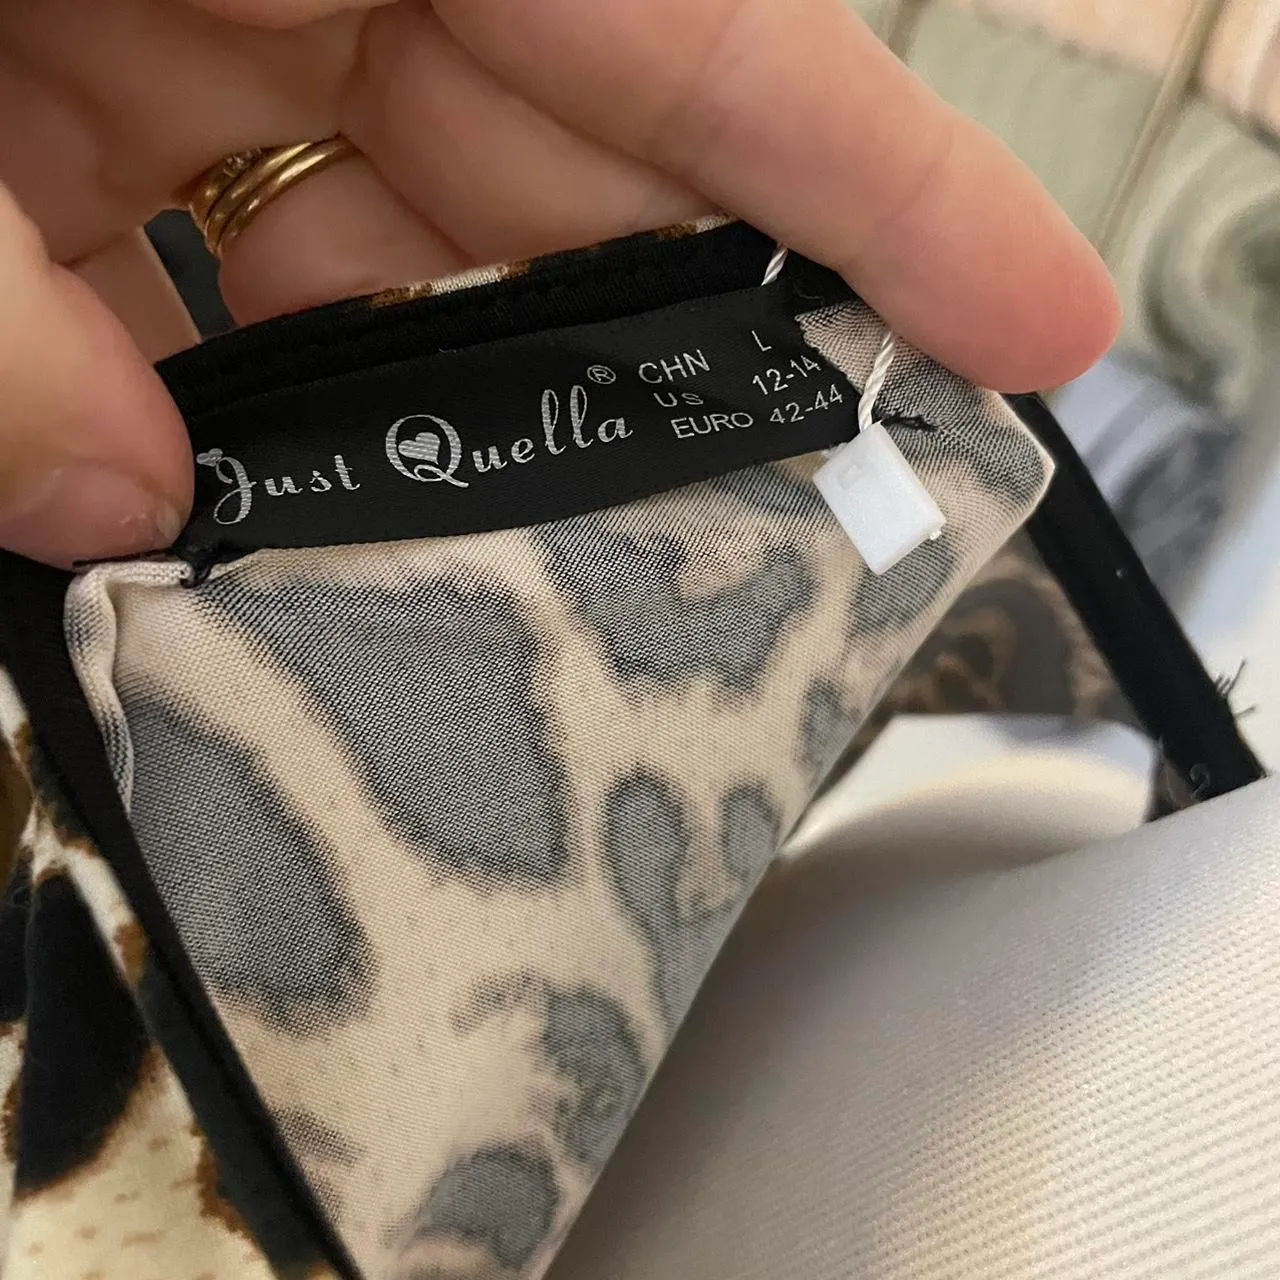 Just Quella®
CHN L
US 12-14
EURO 42-44